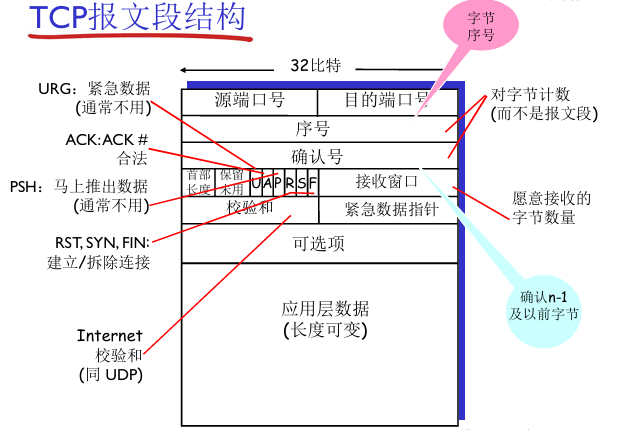 TCP报文段结构
字节
序号
32比特
URG：紧急数据
(通常不用)
源端口号
目的端口号
对字节计数
(而不是报文段)
序号
ACK:ACK #
合法
确认号
首部
长度
保留
未用
U A P R S F
接收窗口
PSH：马上推出数据
(通常不用)
愿意接收的
字节数量
校验和
紧急数据指针
RST, SYN, FIN:
建立/拆除连接
可选项
确认n-1
及以前字节
应用层数据
(长度可变)
Internet
校验和
(同 UDP)